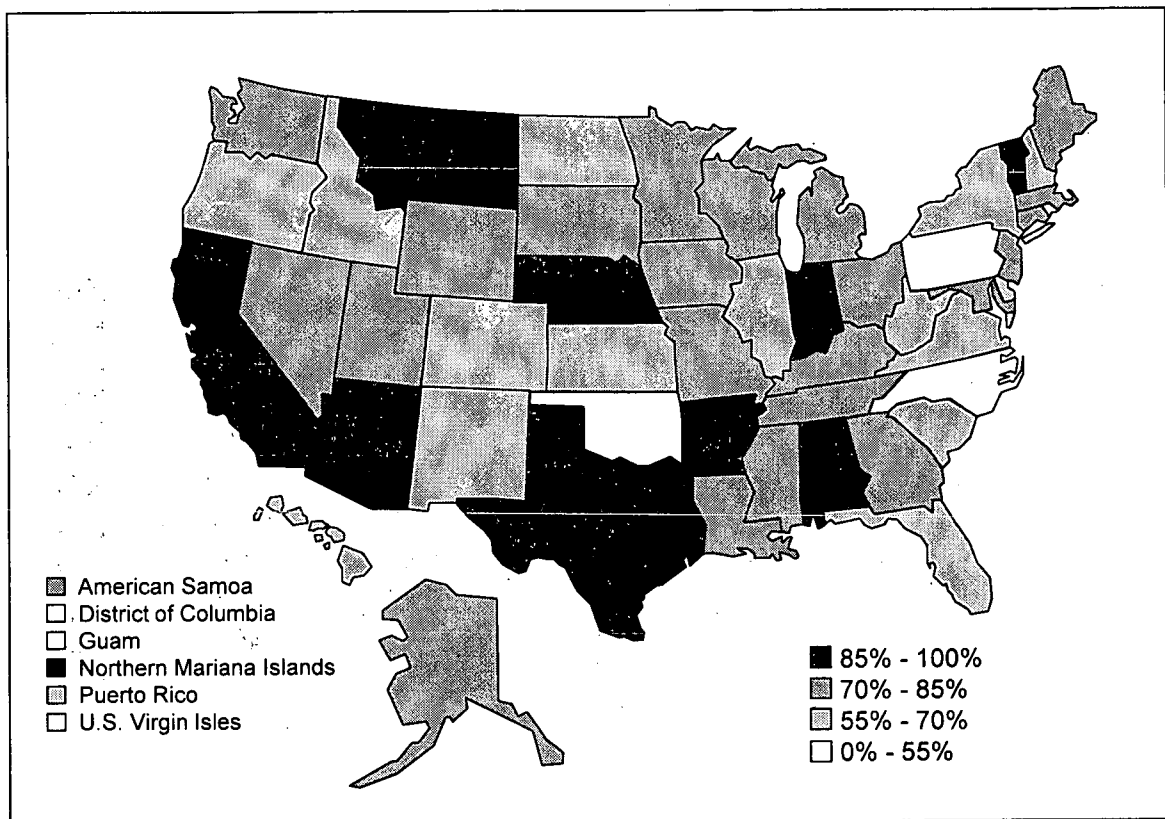 American Samoa
District of Columbia
Guam
Northern Mariana Islands
Puerto Rico
U.S. Virgin Isles
85% - 100%
70% - 85%
55% - 70%
0% - 55%